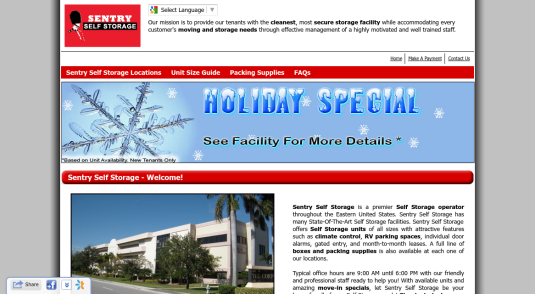 SENTRY
SELF STORAGE
Select Language ▼
Our mission is to provide our tenants with the cleanest, most secure storage facility while accommodating every
customer's moving and storage needs through effective management of a highly motivated and well trained staff.
Home Make A Payment Contact Us
Sentry Self Storage Locations Unit Size Guide Packing Supplies FAQs
HOLIDAY SPECIAL
See Facility For More Details *
*Based on Unit Availability. New Tenants Only
Sentry Self Storage - Welcome!
Sentry Self Storage is a premier Self Storage operator
throughout the Eastern United States. Sentry Self Storage has
many State-Of-The-Art Self Storage facilities. Sentry Self Storage
offers Self Storage units of all sizes with attractive features
such as climate control, RV parking spaces, individual door
alarms, gated entry, and month-to-month leases. A full line of
boxes and packing supplies is also available at each one of
our locations.
Typical office hours are 9:00 AM until 6:00 PM with our friendly
and professional staff ready to help you! With available units and
amazing move-in specials, let Sentry Self Storage be your
Share